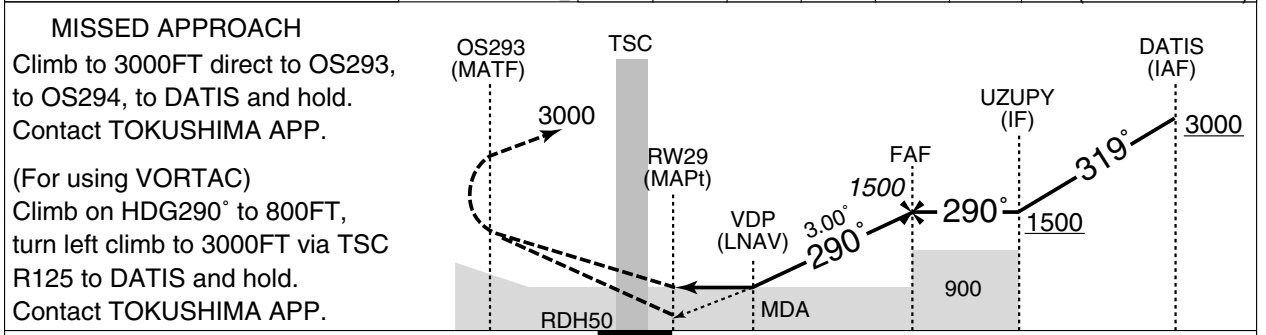 MISSED APPROACH
Climb to 3000FT direct to OS293,
to OS294, to DATIS and hold.
Contact TOKUSHIMA APP.
(For using VORTAC)
Climb on HDG290˚ to 800FT,
turn left climb to 3000FT via TSC
R125 to DATIS and hold.
Contact TOKUSHIMA APP.
OS293
(MATF)
TSC
3000
RW29
(MAPt)
VDP
(LNAV)
FAF
1500
3.00˚
290˚
290˚
UZUPY
(IF)
1500
319˚
DATIS
(IAF)
3000
900
MDA
RDH50